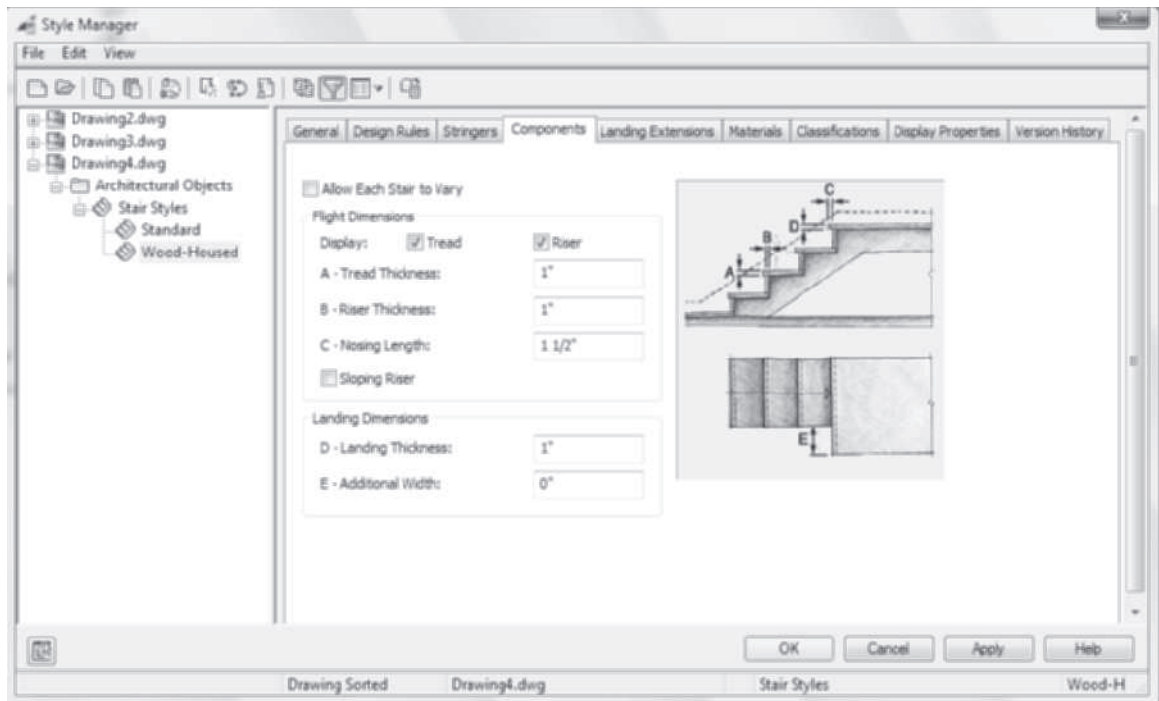 Style Manager
File Edit View
Drawing2.dwg
Drawing3.dwg
Drawing4.dwg
Architectural Objects
Stair Styles
Standard
Wood-Housed
General Design Rules Stringers Components Landing Extensions Materials Classifications Display Properties Version History
Allow Each Stair to Vary
Flight Dimensions
Display: Tread Riser
A - Tread Thickness: 1"
B - Riser Thickness: 1"
C - Nosing Length: 1 1/2"
Sloping Riser
Landing Dimensions
D - Landing Thickness: 1"
E - Additional Width: 0"
C
D
B
A
E
OK Cancel Apply Help
Drawing Sorted Drawing4.dwg Stair Styles Wood-H